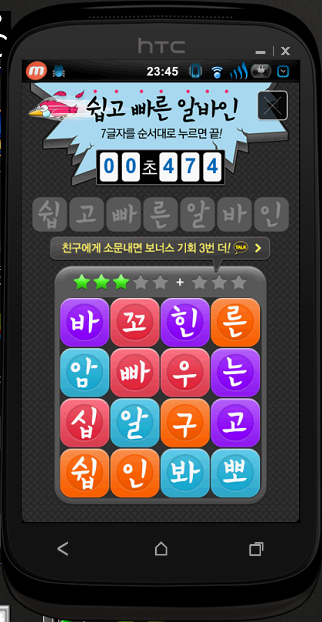 hTC
23:45
쉽고 빠른 알바인
7글자를 순서대로 누르면 끝!
00초474
쉽고빠른알바인
친구에게 소문내면 보너스 기회 3번 더! TALK >
+
바 꼬 힌 른
암 빠 우 는
십 알 구 고
쉽 인 봐 뽀